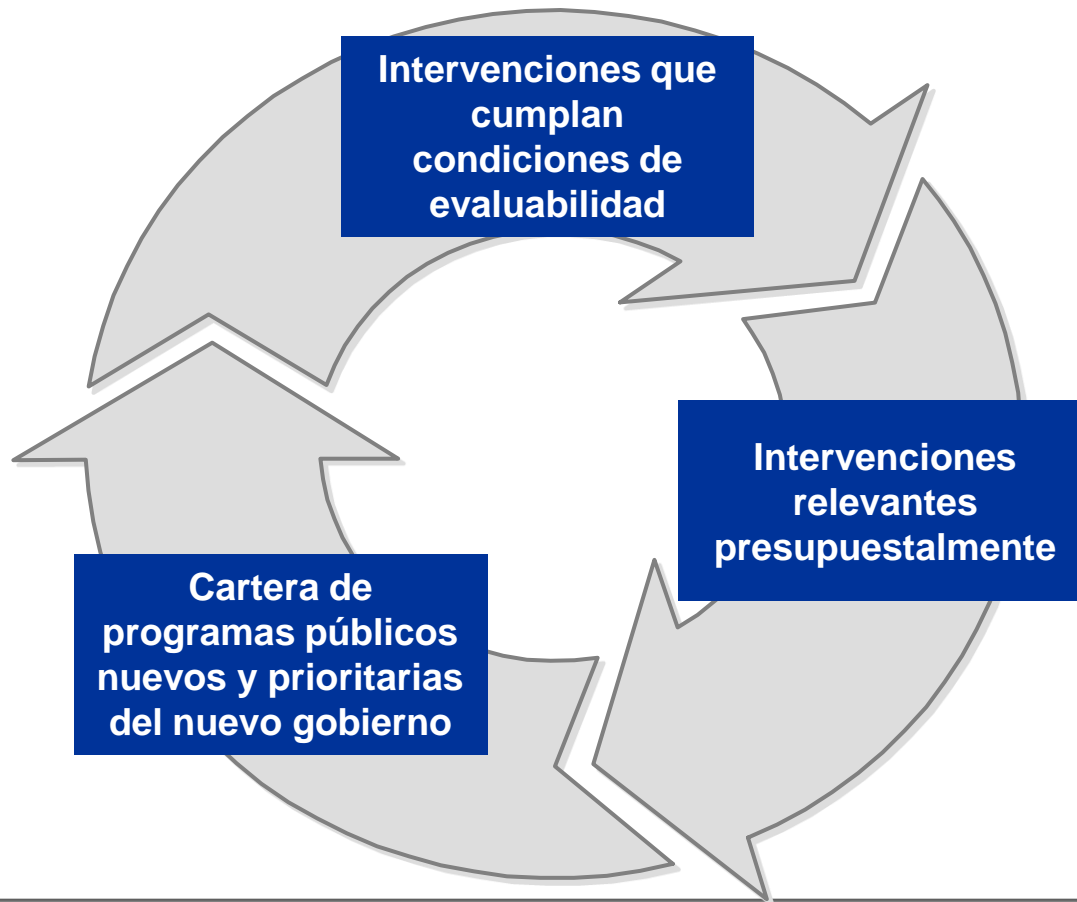 Intervenciones que
cumplan
condiciones de
evaluabilidad
Intervenciones
relevantes
presupuestalmente
Cartera de
programas públicos
nuevos y prioritarias
del nuevo gobierno